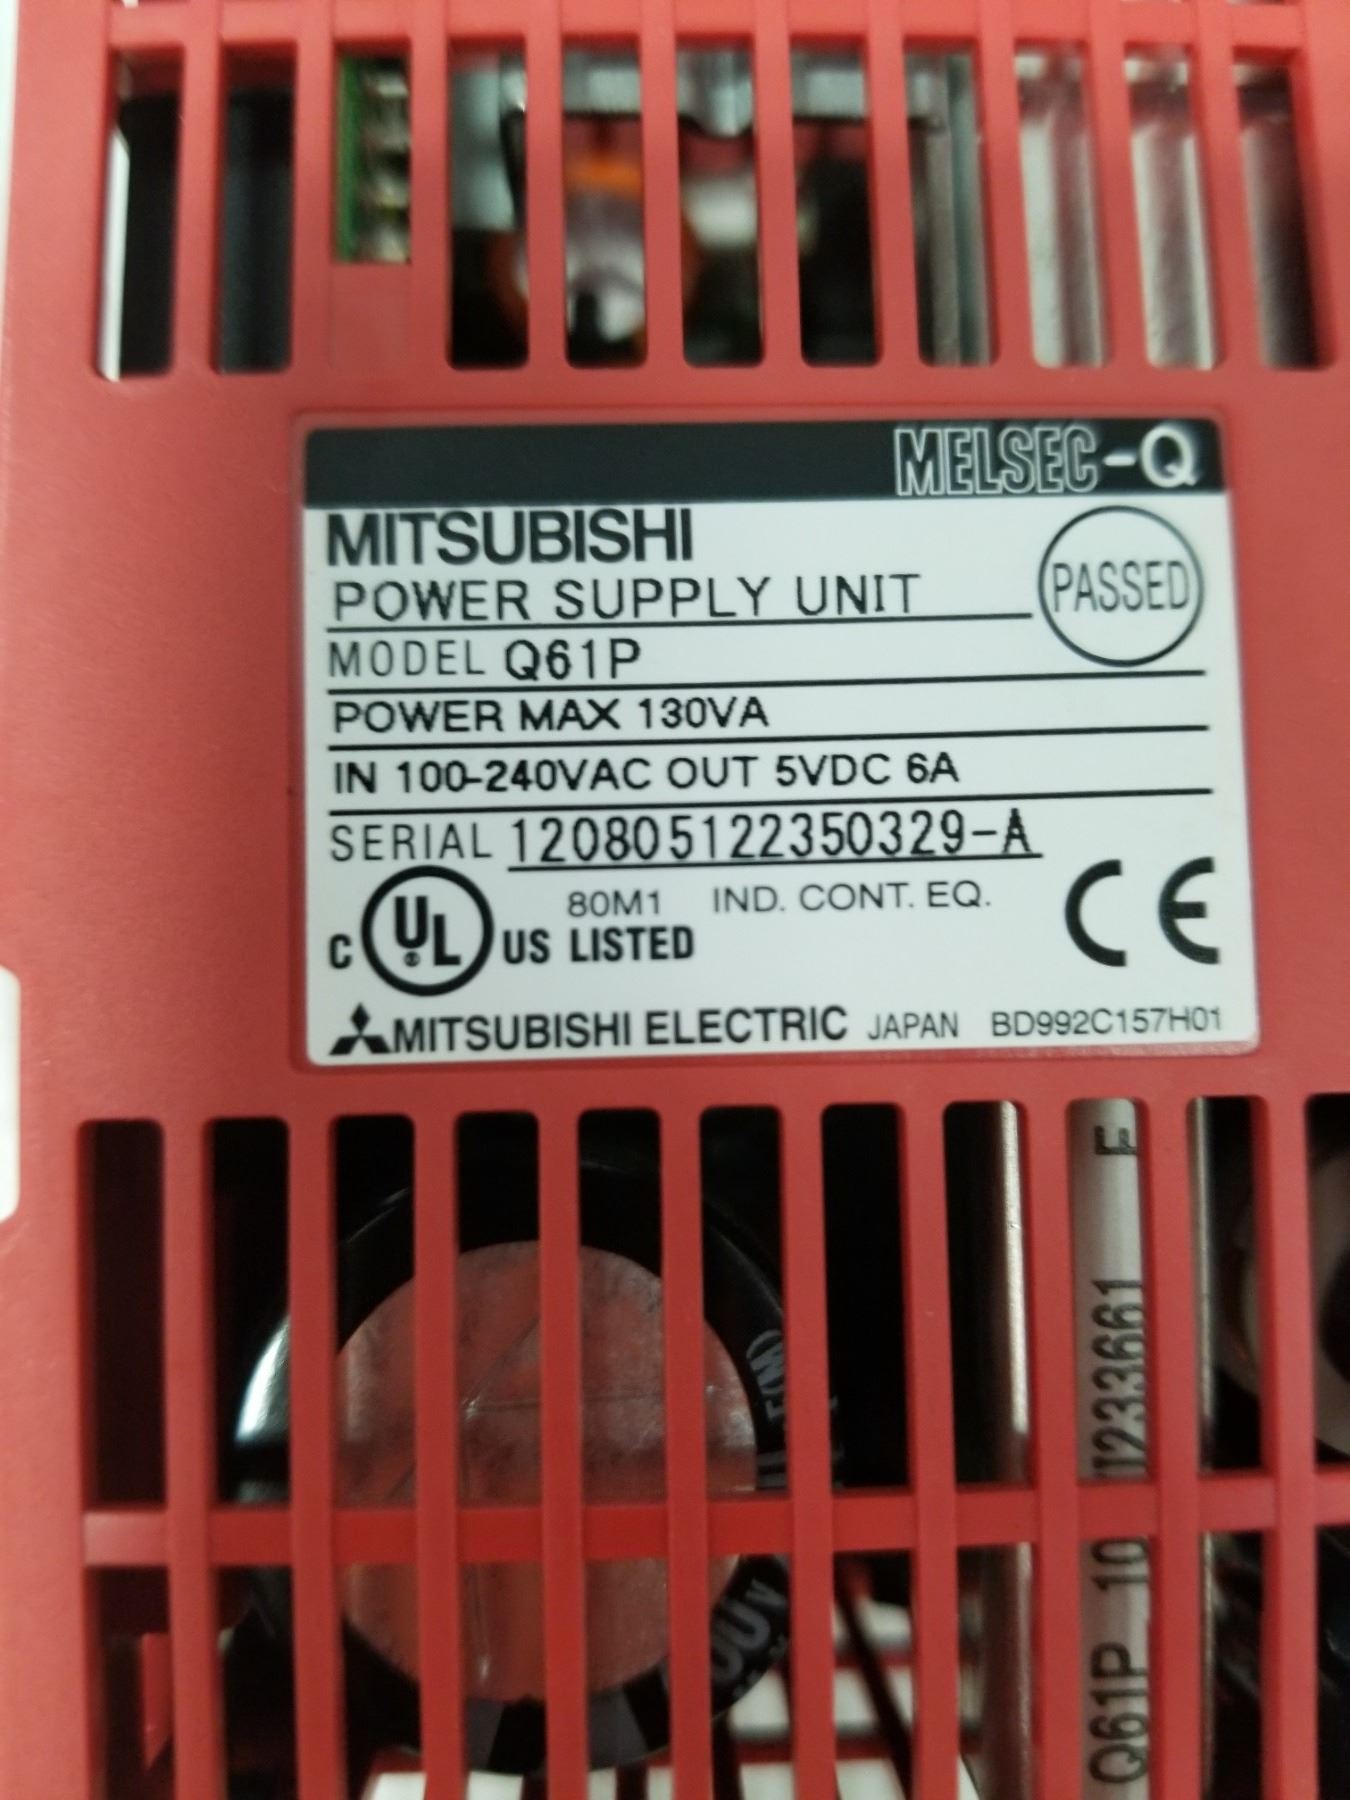 MELSEC-Q
MITSUBISHI
POWER SUPPLY UNIT
PASSED
MODEL Q61P
POWER MAX 130VA
IN 100-240VAC OUT 5VDC 6A
SERIAL 120805122350329-A
80M1 IND. CONT. EQ.
C UL® US LISTED
CE
MITSUBISHI ELECTRIC JAPAN BD992C157H01
Q61P